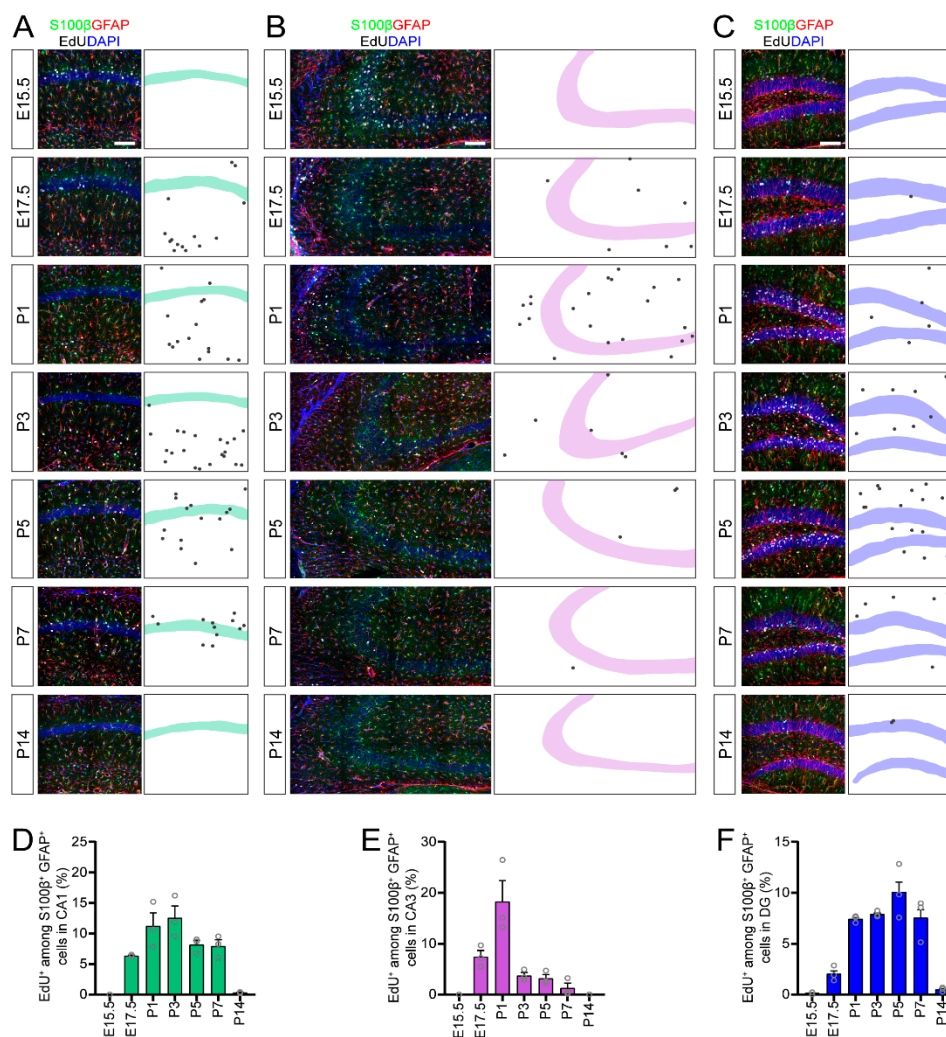 A
S100βGFAP
EdUDAPI
E15.5
E17.5
P1
P3
P5
P7
P14
B
S100βGFAP
EdUDAPI
E15.5
E17.5
P1
P3
P5
P7
P14
C
S100βGFAP
EdUDAPI
E15.5
E17.5
P1
P3
P5
P7
P14
D
EdU⁺ among S100β⁺ GFAP⁺
cells in CA1 (%)
25
20
15
10
5
0
E15.5
E17.5
P1
P3
P5
P7
P14
E
EdU⁺ among S100β⁺ GFAP⁺
cells in CA3 (%)
30
20
10
0
E15.5
E17.5
P1
P3
P5
P7
P14
F
EdU⁺ among S100β⁺ GFAP⁺
cells in DG (%)
15
10
5
0
E15.5
E17.5
P1
P3
P5
P7
P14